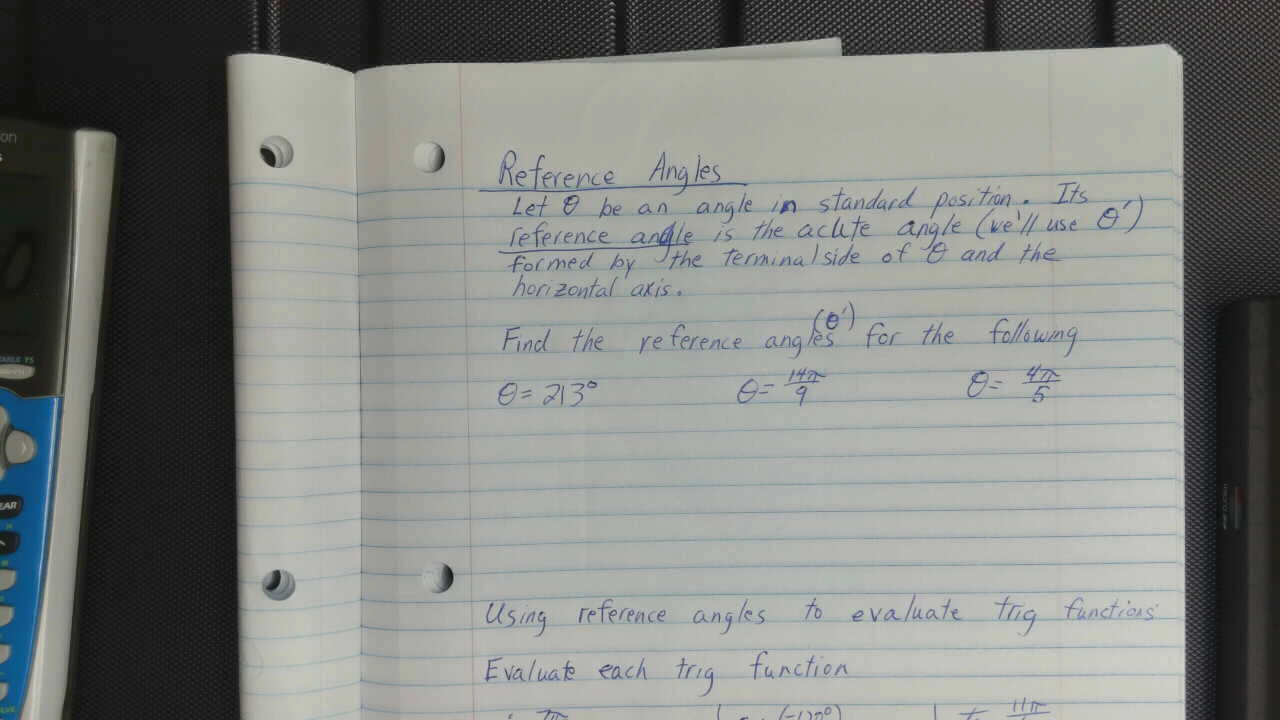 Reference Angles
Let θ be an angle in standard position. Its
reference angle is the acute angle (we'll use θ')
formed by the terminal side of θ and the
horizontal axis.
Find the reference angles (θ') for the following
θ = 213° θ = 14π/9 θ = 4π/5
Using reference angles to evaluate trig functions
Evaluate each trig function